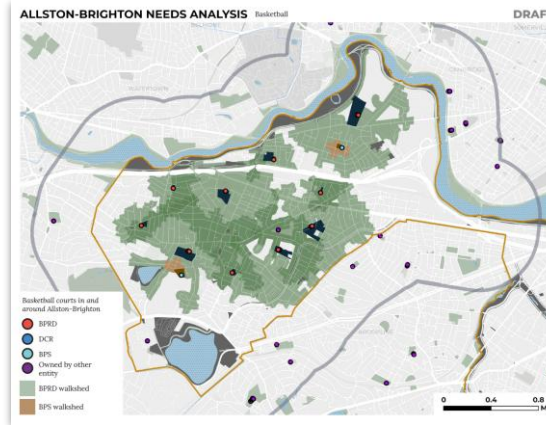 ALLSTON-BRIGHTON NEEDS ANALYSIS Basketball
DRAF
Basketball courts in and
around Allston-Brighton
BPRD
DCR
BPS
Owned by other
entity
BPRD walkshed
BPS walkshed
0 0.4 0.8
M